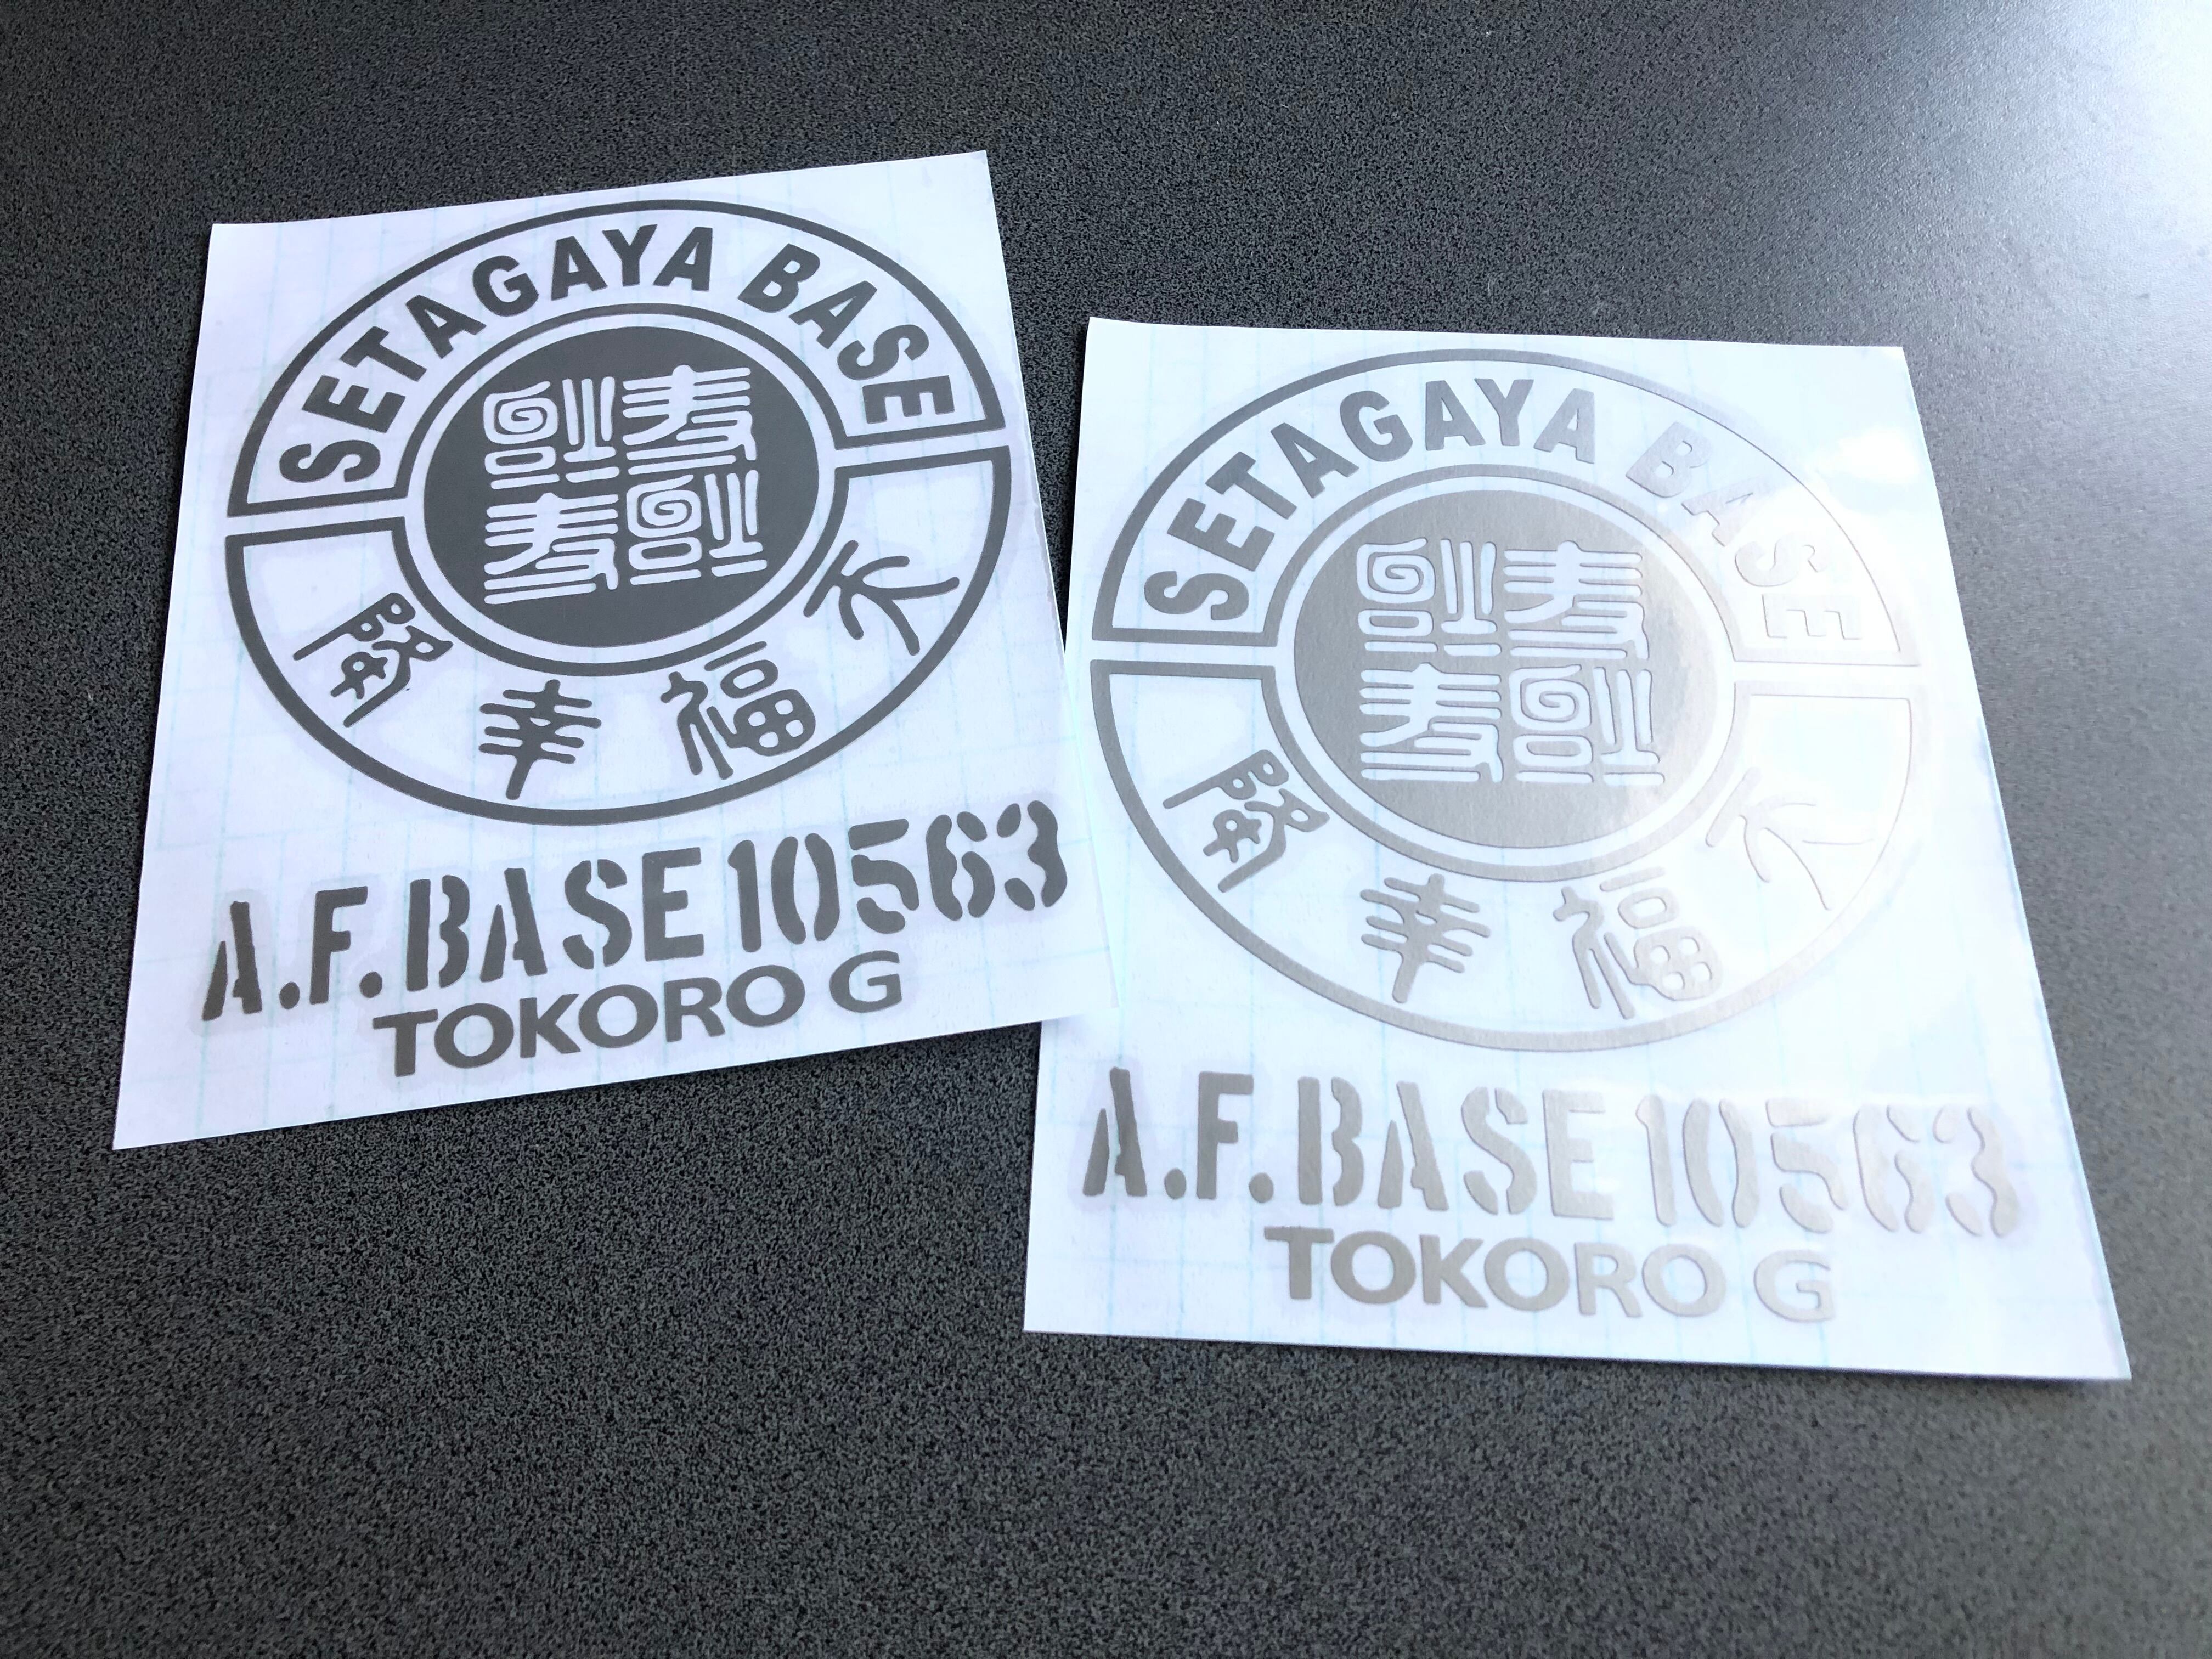 SETAGAYA BASE
幸福
A.F. BASE 10563
TOKORO G
SETAGAYA BASE
幸福
A.F. BASE 10563
TOKORO G